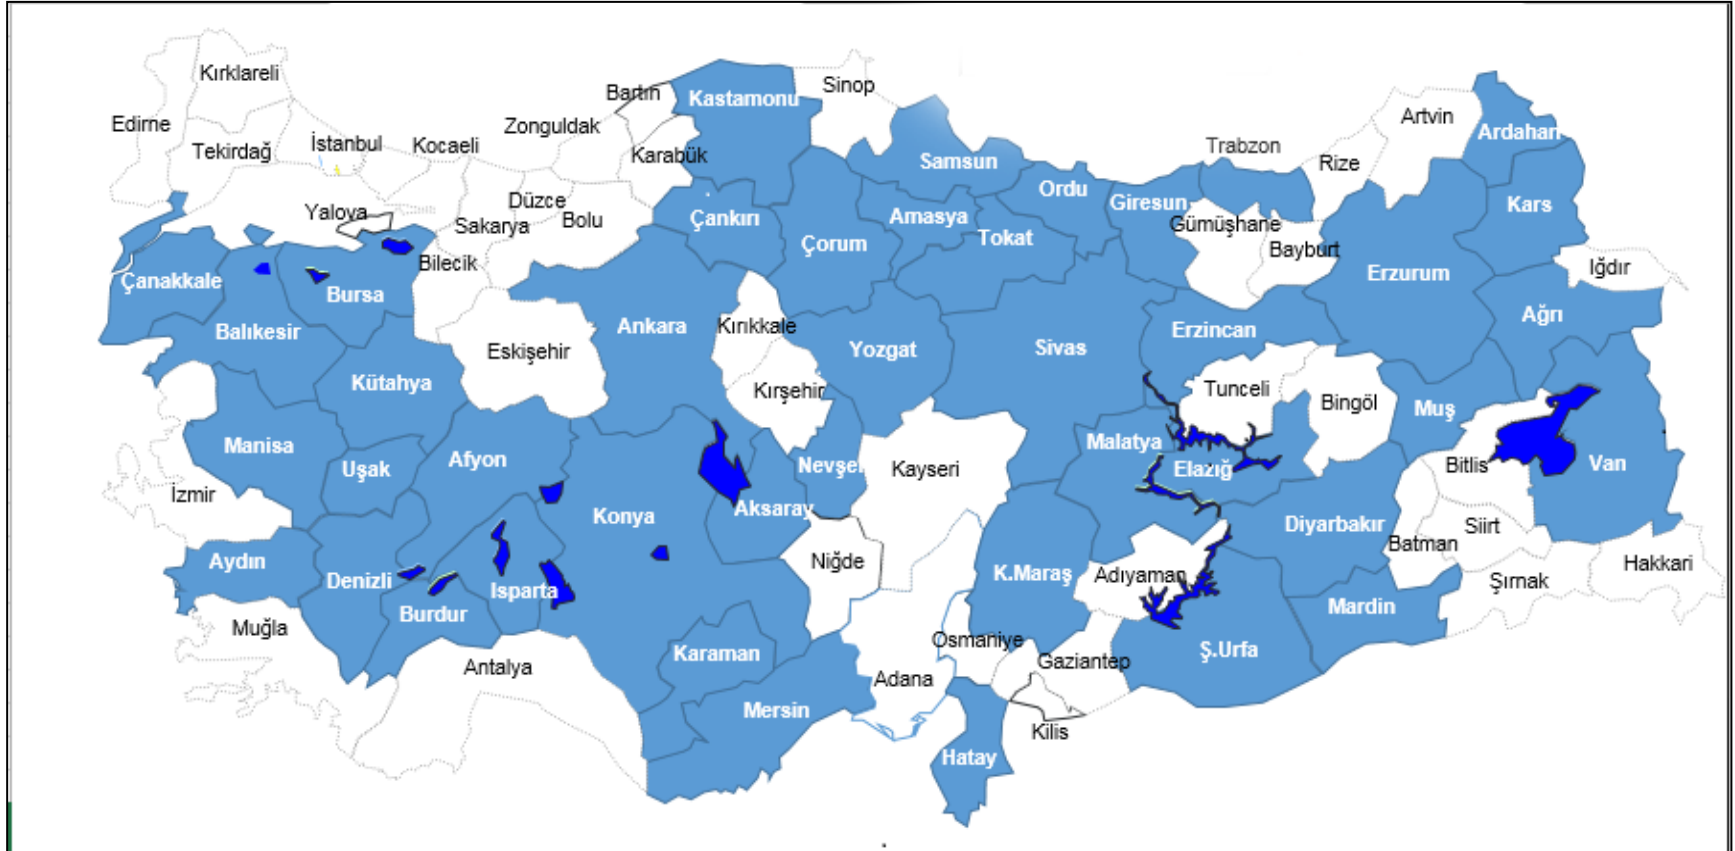 Kırklareli
Edirne
Tekirdağ
İstanbul
Kocaeli
Zonguldak
Bartın
Karabük
Kastamonu
Sinop
Samsun
Ordu
Giresun
Trabzon
Rize
Artvin
Ardahan
Kars
Yalova
Sakarya
Düzce
Bolu
Çankırı
Çorum
Amasya
Tokat
Gümüşhane
Bayburt
Erzurum
Iğdır
Çanakkale
Balıkesir
Bursa
Bilecik
Eskişehir
Ankara
Kırıkkale
Yozgat
Sivas
Erzincan
Ağrı
Kütahya
Kırşehir
Tunceli
Bingöl
Muş
Manisa
Uşak
Afyon
Nevşeh
Kayseri
Malatya
Elazığ
Bitlis
Van
İzmir
Konya
Aksaray
Diyarbakır
Batman
Siirt
Aydın
Denizli
Burdur
Isparta
Niğde
K.Maraş
Adıyaman
Mardin
Şırnak
Hakkari
Muğla
Antalya
Karaman
Mersin
Adana
Osmaniye
Gaziantep
Ş.Urfa
Kilis
Hatay